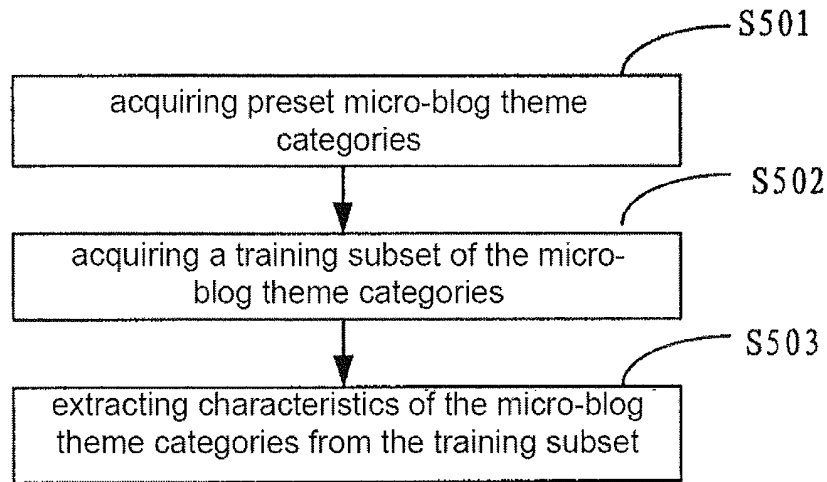 S501
acquiring preset micro-blog theme
categories
S502
acquiring a training subset of the micro-
blog theme categories
S503
extracting characteristics of the micro-blog
theme categories from the training subset